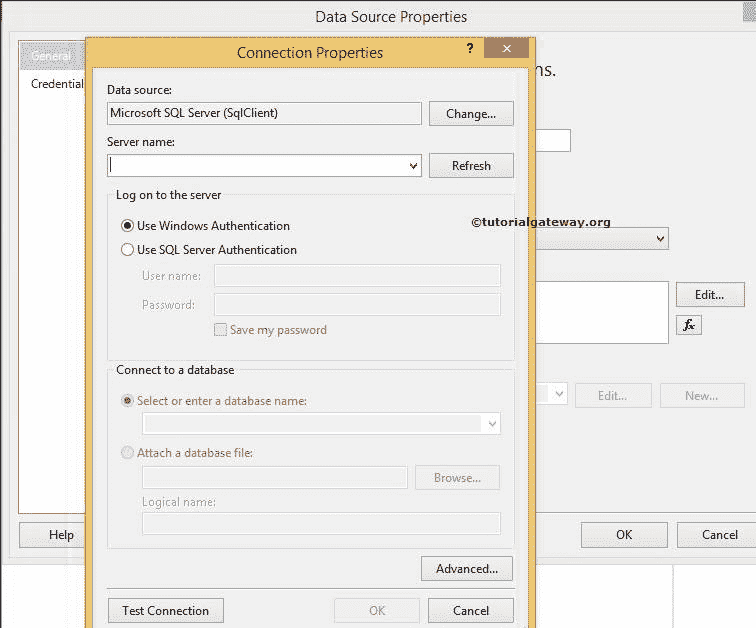 Data Source Properties
General
Credential
ns.
Connection Properties
?
Data source:
Microsoft SQL Server (SqlClient)
Change...
Server name:
Refresh
Log on to the server
Use Windows Authentication
©tutorialgateway.org
Use SQL Server Authentication
User name:
Password:
Save my password
Connect to a database
Select or enter a database name:
Attach a database file:
Browse...
Logical name:
Advanced...
Test Connection
OK
Cancel
Edit...
fx
Edit...
New...
Help
OK
Cancel